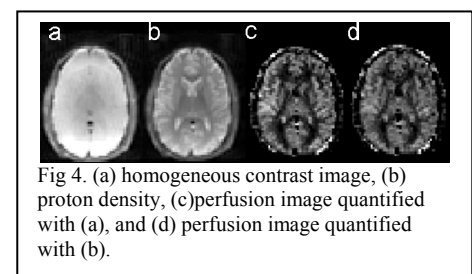 a b c d
Fig 4. (a) homogeneous contrast image, (b)
proton density, (c)perfusion image quantified
with (a), and (d) perfusion image quantified
with (b).